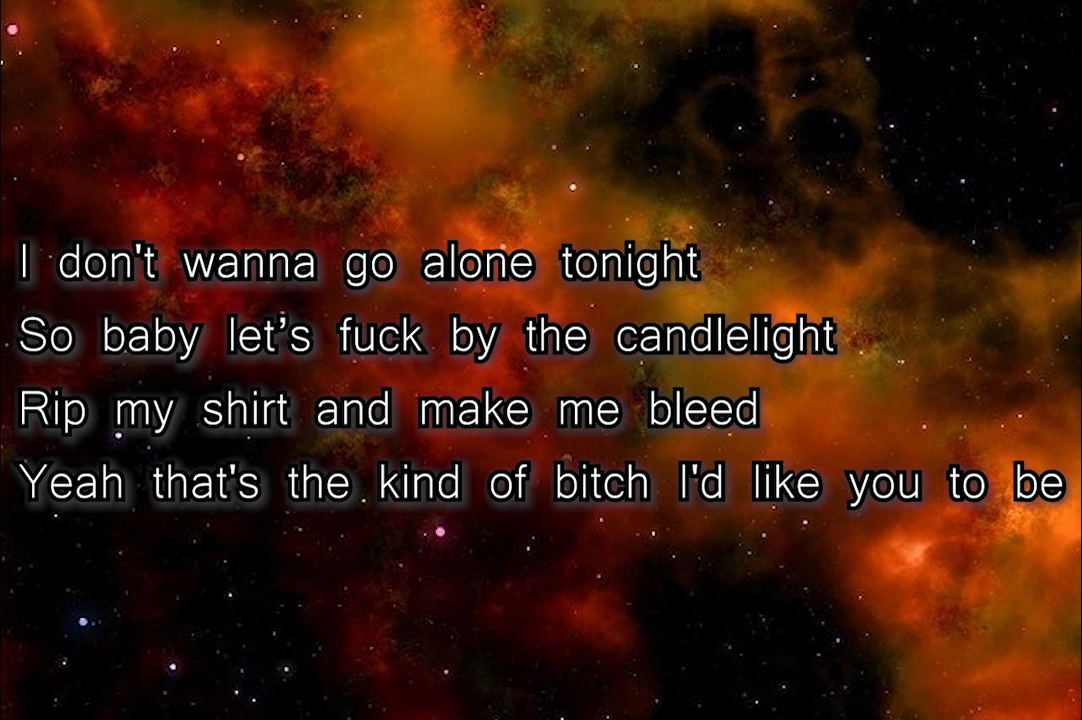 I don't wanna go alone tonight
So baby let’s fuck by the candlelight
Rip my shirt and make me bleed
Yeah that's the kind of bitch I'd like you to be